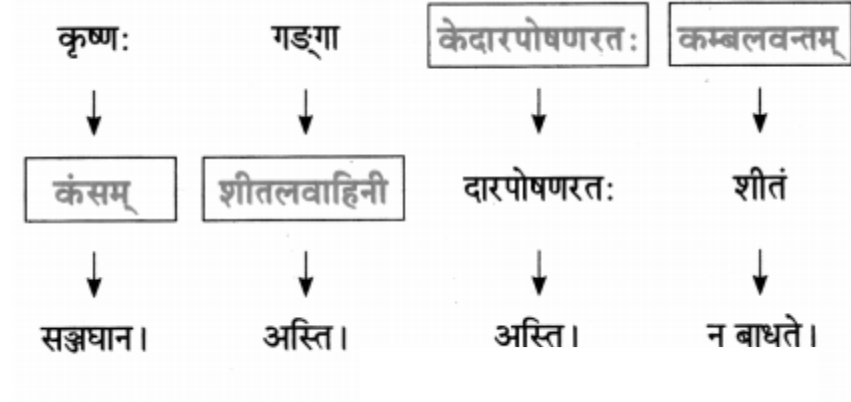 कृष्णः गङ्गा केदारपोषणरतः कम्बलवन्तम्
कंसम् शीतलवाहिनी दारपोषणरतः शीतं
सञ्जघान। अस्ति। अस्ति। न बाधते।